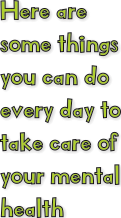 Here are
some things
you can do
every day to
take care of
your mental
health